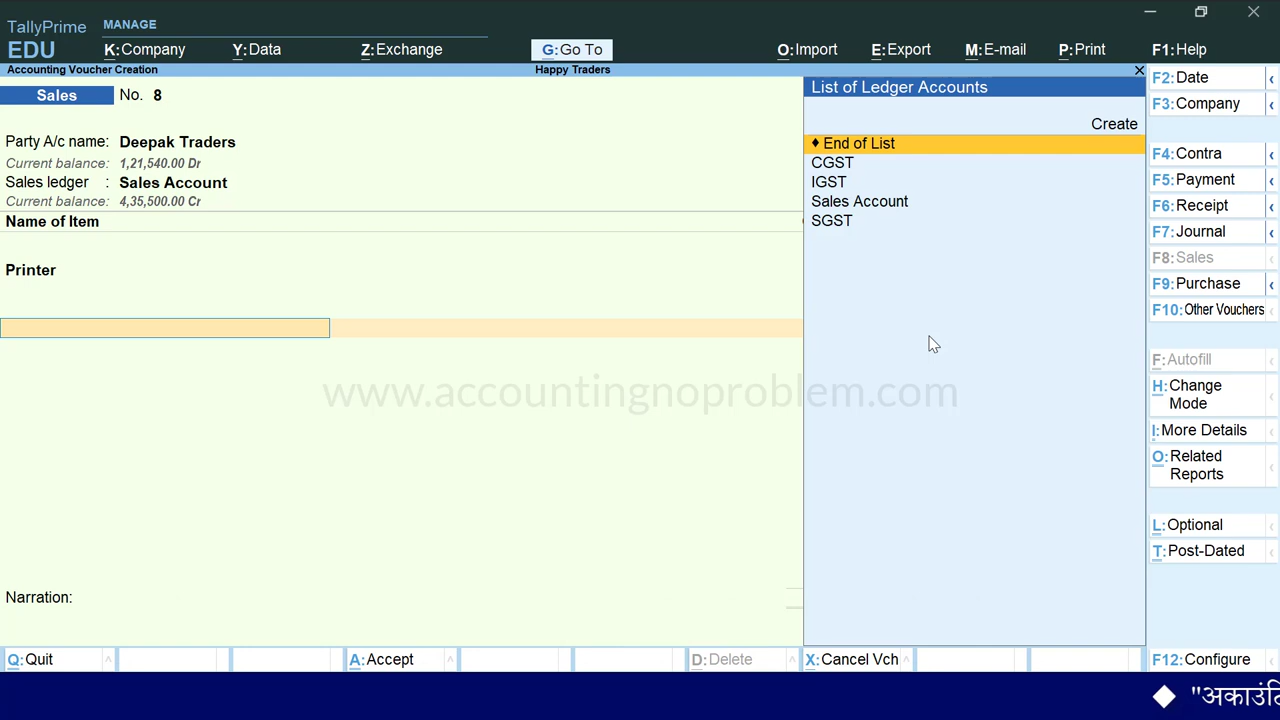 TallyPrime MANAGE
EDU K:Company Y:Data Z:Exchange G:Go To O:Import E:Export M:E-mail P:Print F1:Help
Accounting Voucher Creation Happy Traders
Sales No. 8
Party A/c name: Deepak Traders
Current balance: 1,21,540.00 Dr
Sales ledger : Sales Account
Current balance: 4,35,500.00 Cr
Name of Item
Printer
Narration:
List of Ledger Accounts
Create
♦ End of List
CGST
IGST
Sales Account
SGST
F2:Date
F3:Company
F4:Contra
F5:Payment
F6:Receipt
F7:Journal
F8:Sales
F9:Purchase
F10:Other Vouchers
F:Autofill
H:Change
Mode
I:More Details
O:Related
Reports
L:Optional
T:Post-Dated
www.accountingnoproblem.com
Q:Quit A:Accept D:Delete X:Cancel Vch F12:Configure